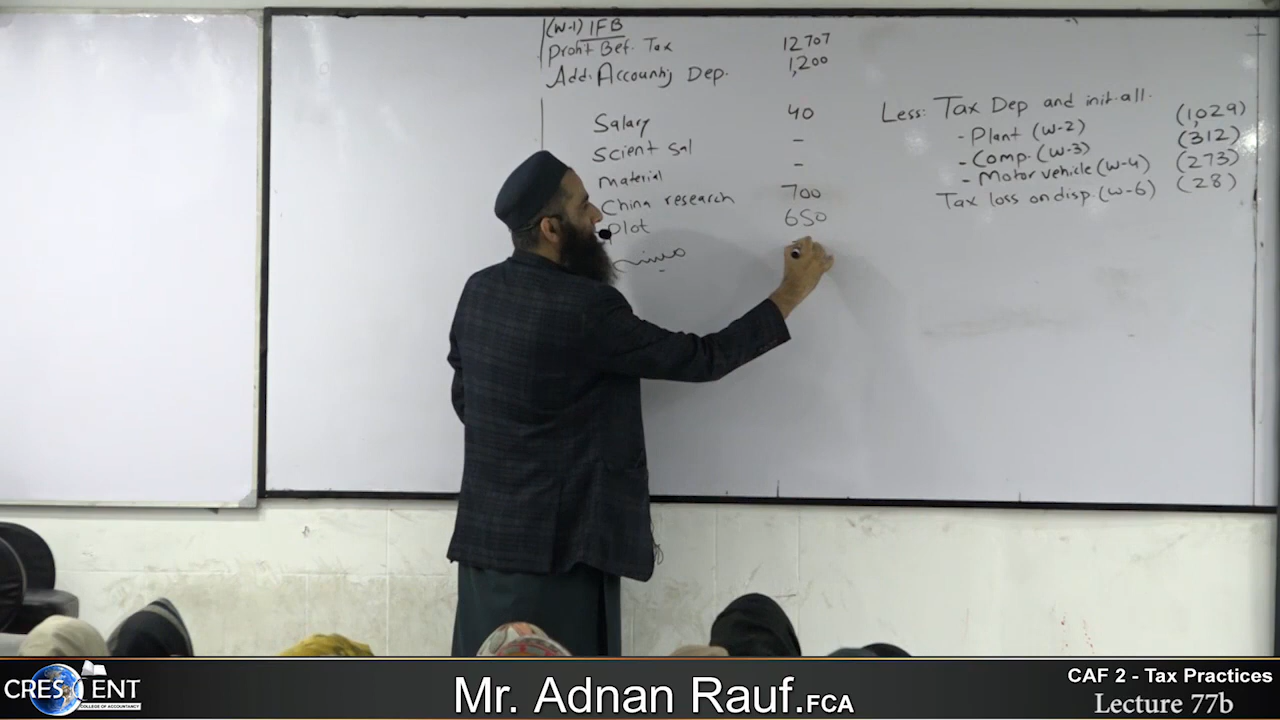 (W-1) IFB
Profit Bef. Tax 12707
Add: Accounting Dep. 1,200
Salary 40
Scient Sal -
Material -
China research 700
Plot 650
Less: Tax Dep and init. all.
- Plant (W-2) (1,029)
- Comp. (W-3) (312)
- Motor vehicle (W-4) (273)
Tax loss on disp. (W-6) (28)
CRESCENT
COLLEGE OF ACCOUNTANCY
Mr. Adnan Rauf.FCA
CAF 2 - Tax Practices
Lecture 77b